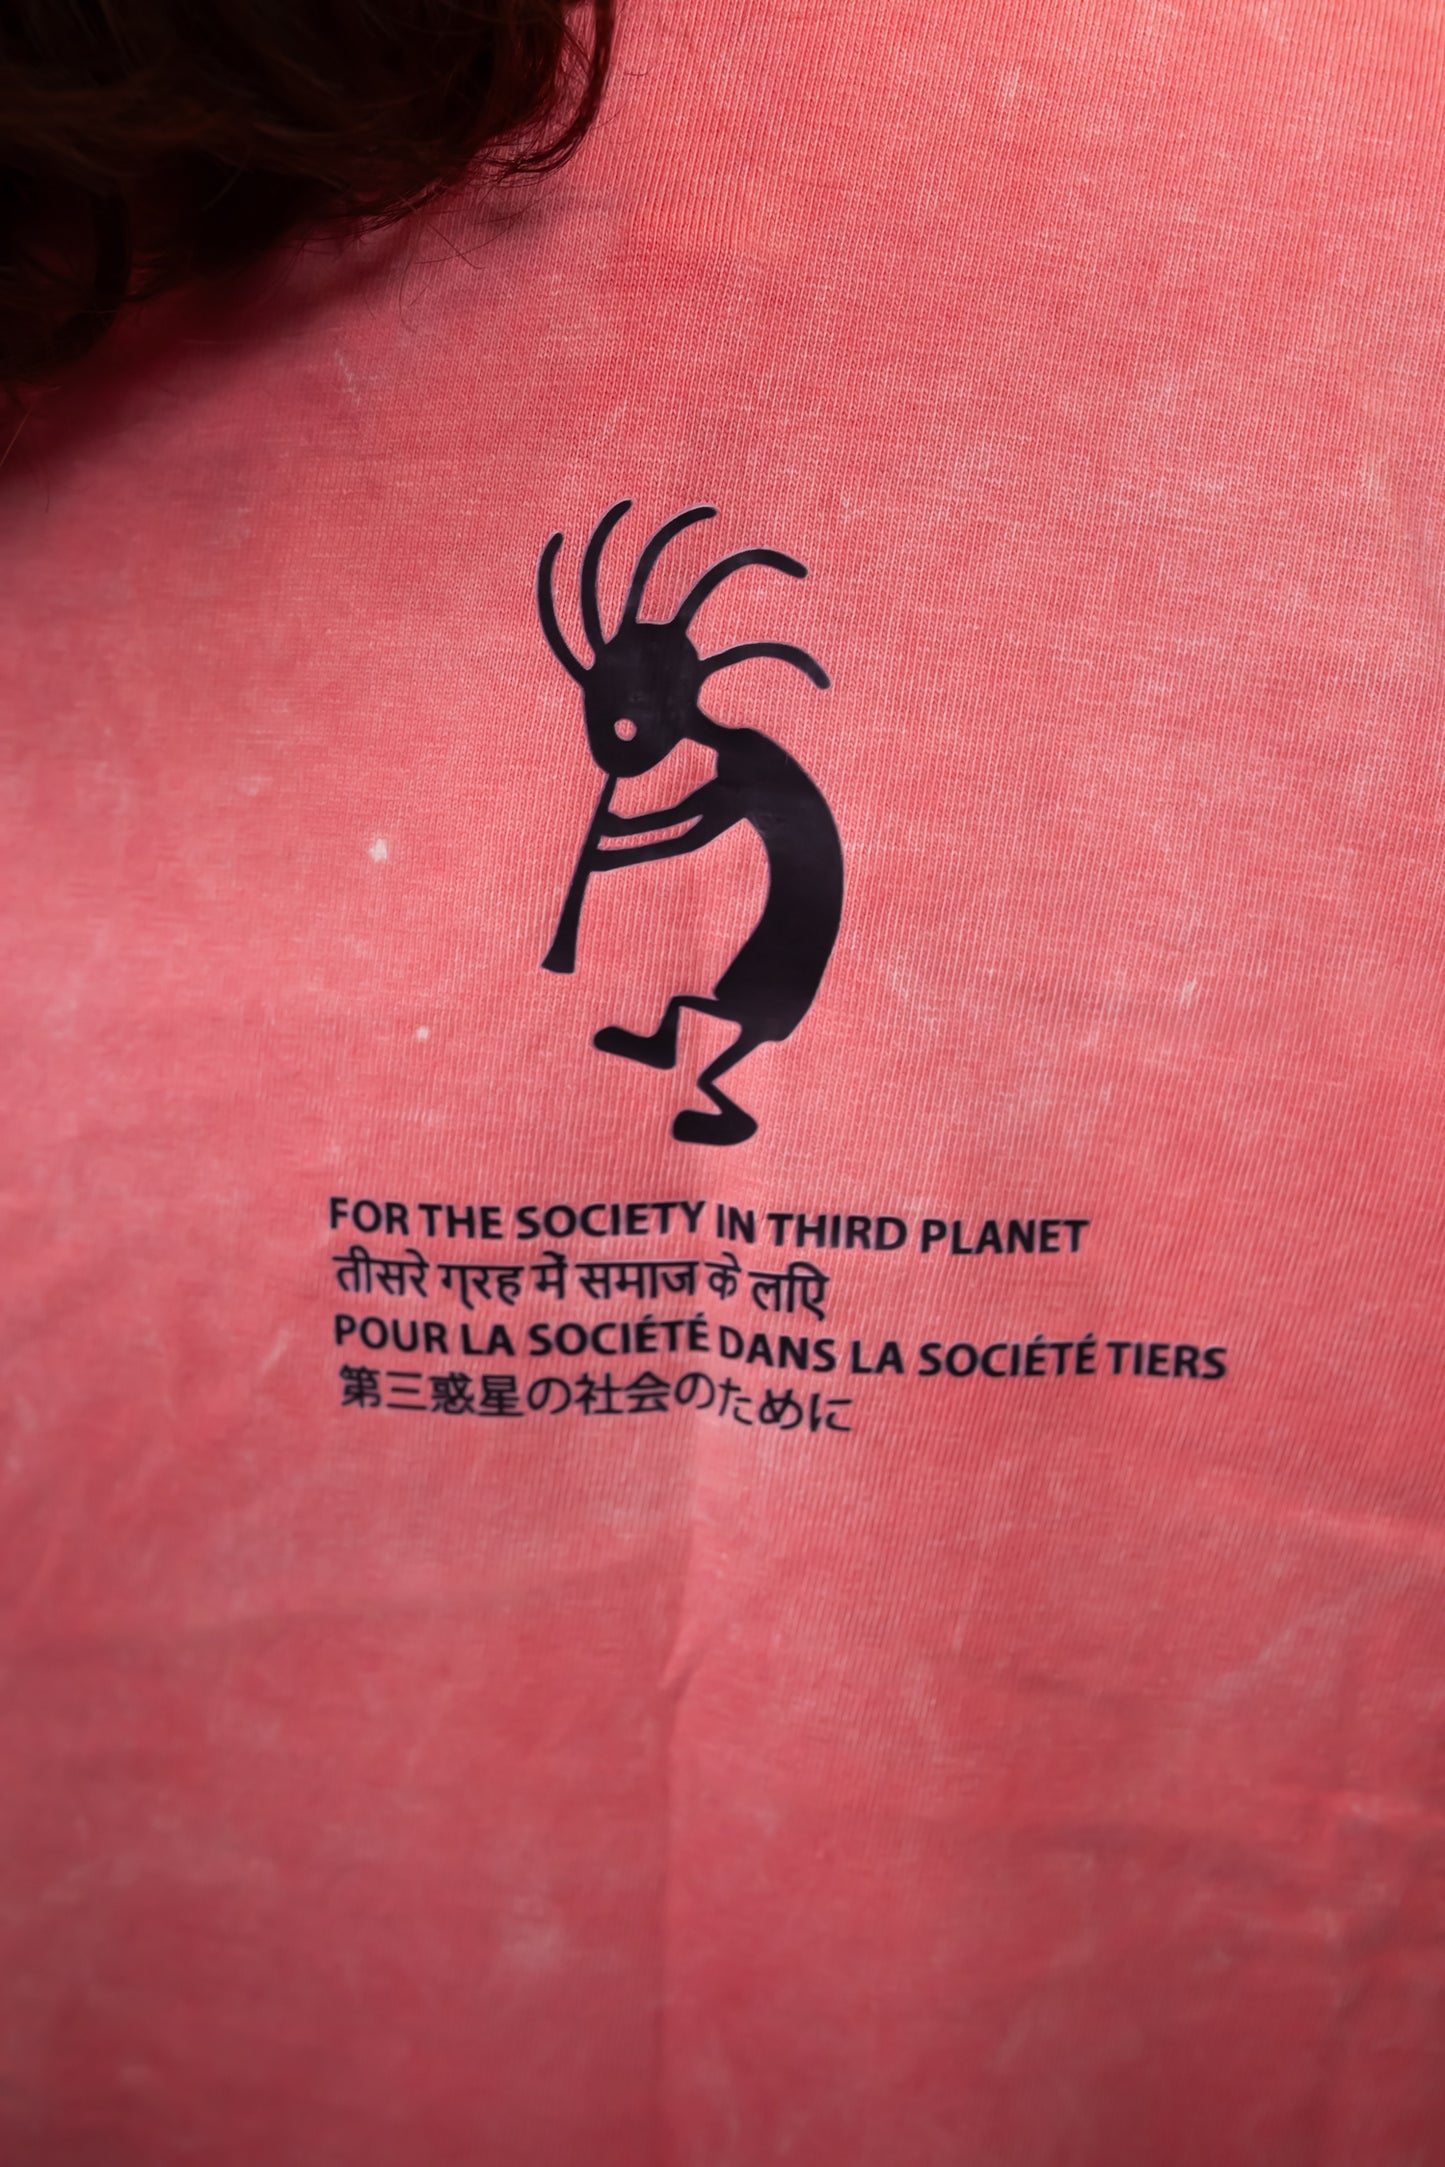 FOR THE SOCIETY IN THIRD PLANET
तीसरे ग्रह में समाज के लएि
POUR LA SOCIÉTÉ DANS LA SOCIÉTÉ TIERS
第三惑星の社会のために